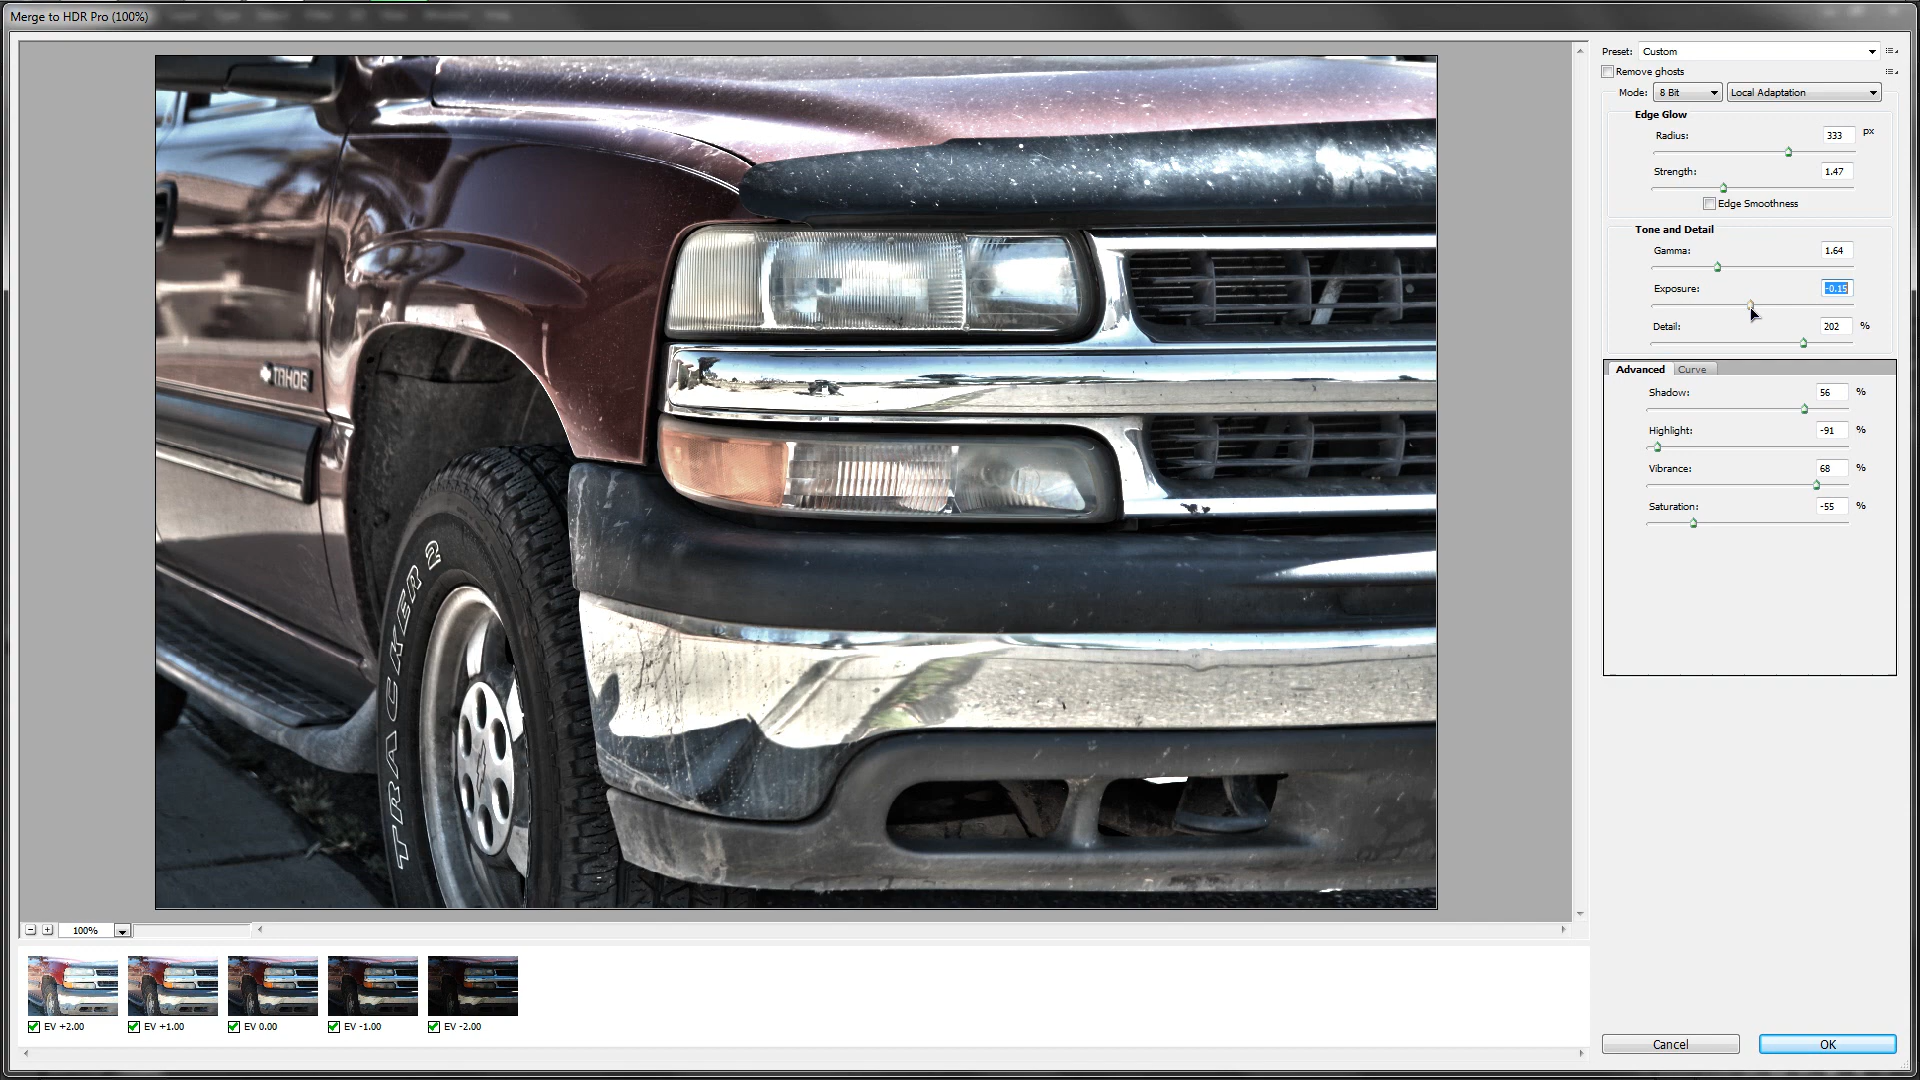 Merge to HDR Pro (100%)
Preset: Custom
Remove ghosts
Mode: 8 Bit Local Adaptation
Edge Glow
Radius: 333 px
Strength: 1.47
Edge Smoothness
Tone and Detail
Gamma: 1.64
Exposure: -0.15
Detail: 202 %
Advanced Curve
Shadow: 56 %
Highlight: -91 %
Vibrance: 68 %
Saturation: -55 %
TAHOE
TRACKER 2
100%
EV +2.00 EV +1.00 EV 0.00 EV -1.00 EV -2.00
Cancel OK